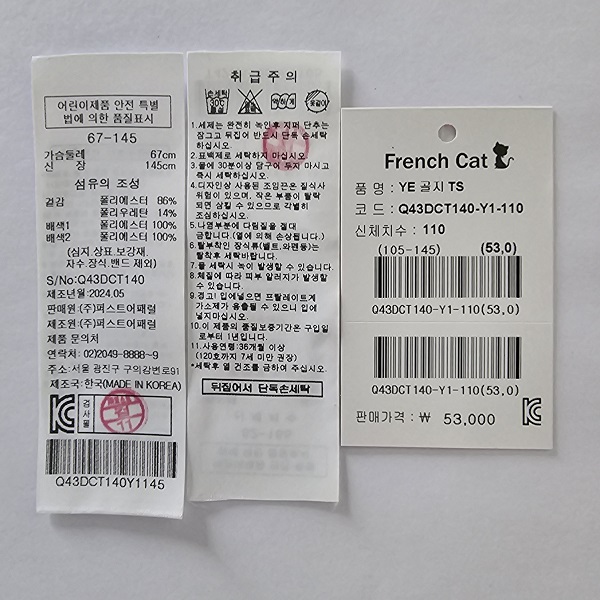 어린이제품 안전 특별
법에 의한 품질표시
67-145
가슴둘레 67cm
신 장 145cm
섬유의 조성
겉감 폴리에스터 86%
폴리우레탄 14%
배색1 폴리에스터 100%
배색2 폴리에스터 100%
(심지.상표.보강재.
자수.장식.밴드 제외)
S/No:Q43DCT140
제조년월:2024.05
판매원:(주)퍼스트어패럴
제조원:(주)퍼스트어패럴
제품 문의처
연락처: 02)2049-8888~9
주소: 서울 광진구 구의강변로91
제조국:한국(MADE IN KOREA)
검사필
11
Q43DCT140Y1145
취급주의
손세탁
30℃
중성
약하게
옷걸이
1.세제는 완전히 녹인후 지퍼 단추는
잠그고 뒤집어 반드시 단독 손세탁
하십시오.
2.표백제로 세탁하지 마십시오.
3.물에 30분이상 담구어 두지 마시고
즉시 세탁하십시오.
4.디자인상 사용된 조임끈은 질식사
위험이 있으며, 작은 부품이 탈락
되면 삼킬 수 있으므로 각별히
조심하십시오.
5.나염부분에 다림질을 절대
금합니다.(열에 의해 손상됨)
6.탈부착인 장식류(벨트.와펜등)는
탈착후 세탁바랍니다.
7.물 세탁시 녹이 발생할 수 있습니다.
8.체질에 따라 피부 알러지가 발생할
수 있습니다.
9.경고! 입에넣으면 프탈레이트계
가소제가 용출될 수 있으니 입에
넣지마십시오.
10.이 제품의 품질보증기간은 구입일
로부터 1년입니다.
11.사용연령:36개월 이상
(120호까지 7세 미만 권장)
*세탁후 열 건조를 금하여 주십시오.
뒤집어서 단독손세탁
French Cat
품 명 : YE 골지 TS
코 드 : Q43DCT140-Y1-110
신체치수 : 110
(105-145) (53,0)
Q43DCT140-Y1-110(53,0)
Q43DCT140-Y1-110(53,0)
판매가격 : ₩ 53,000